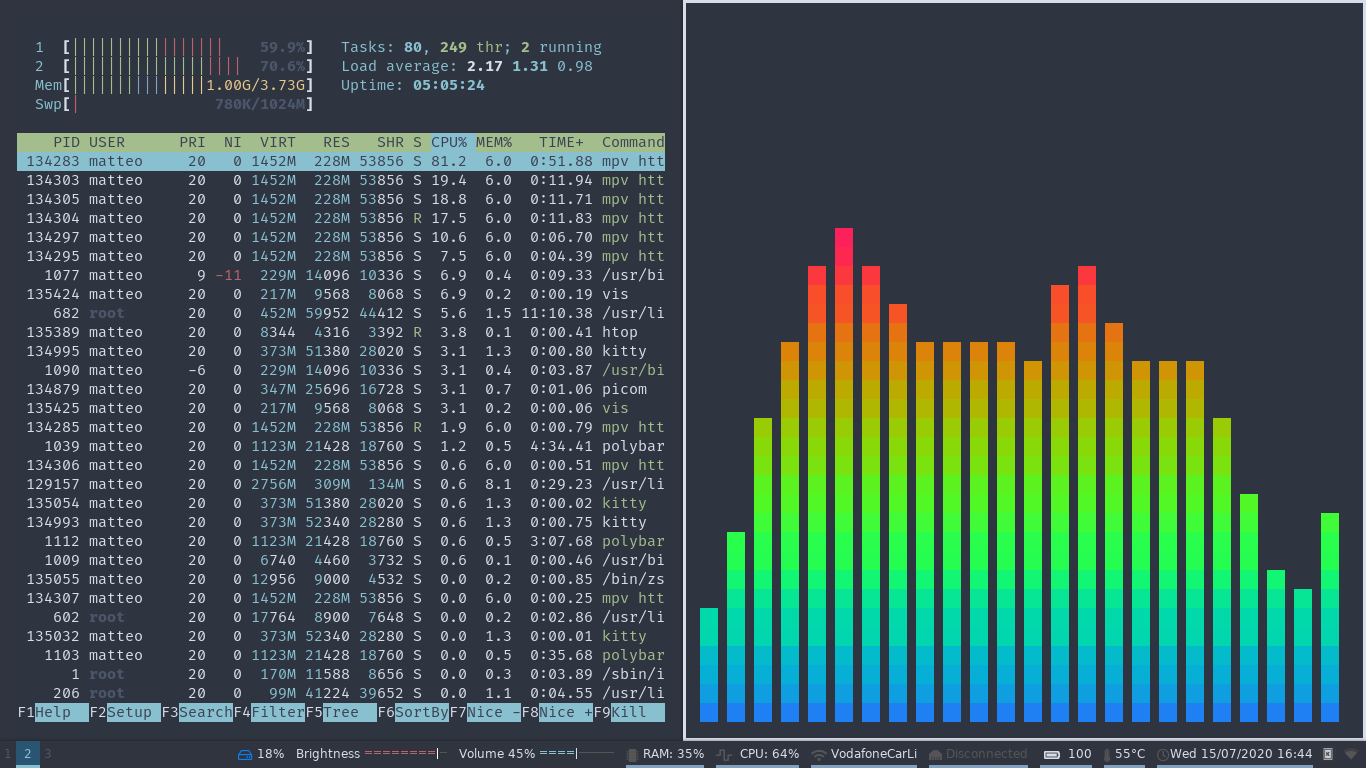 1 [|||||||||||||||||| 59.9%] Tasks: 80, 249 thr; 2 running
2 [|||||||||||||||||||| 70.6%] Load average: 2.17 1.31 0.98
Mem[||||||||||||||||1.00G/3.73G] Uptime: 05:05:24
Swp[| 780K/1024M]
PID USER PRI NI VIRT RES SHR S CPU% MEM% TIME+ Command
134283 matteo 20 0 1452M 228M 53856 S 81.2 6.0 0:51.88 mpv htt
134303 matteo 20 0 1452M 228M 53856 S 19.4 6.0 0:11.94 mpv htt
134305 matteo 20 0 1452M 228M 53856 S 18.8 6.0 0:11.71 mpv htt
134304 matteo 20 0 1452M 228M 53856 R 17.5 6.0 0:11.83 mpv htt
134297 matteo 20 0 1452M 228M 53856 S 10.6 6.0 0:06.70 mpv htt
134295 matteo 20 0 1452M 228M 53856 S 7.5 6.0 0:04.39 mpv htt
1077 matteo 9 -11 229M 14096 10336 S 6.9 0.4 0:09.33 /usr/bi
135424 matteo 20 0 217M 9568 8068 S 6.9 0.2 0:00.19 vis
682 root 20 0 452M 59952 44412 S 5.6 1.5 11:10.38 /usr/li
135389 matteo 20 0 8344 4316 3392 R 3.8 0.1 0:00.41 htop
134995 matteo 20 0 373M 51380 28020 S 3.1 1.3 0:00.80 kitty
1090 matteo -6 0 229M 14096 10336 S 3.1 0.4 0:03.87 /usr/bi
134879 matteo 20 0 347M 25696 16728 S 3.1 0.7 0:01.06 picom
135425 matteo 20 0 217M 9568 8068 S 3.1 0.2 0:00.06 vis
134285 matteo 20 0 1452M 228M 53856 R 1.9 6.0 0:00.79 mpv htt
1039 matteo 20 0 1123M 21428 18760 S 1.2 0.5 4:34.41 polybar
134306 matteo 20 0 1452M 228M 53856 S 0.6 6.0 0:00.51 mpv htt
129157 matteo 20 0 2756M 309M 134M S 0.6 8.1 0:29.23 /usr/li
135054 matteo 20 0 373M 51380 28020 S 0.6 1.3 0:00.02 kitty
134993 matteo 20 0 373M 52340 28280 S 0.6 1.3 0:00.75 kitty
1112 matteo 20 0 1123M 21428 18760 S 0.6 0.5 3:07.68 polybar
1009 matteo 20 0 6740 4460 3732 S 0.6 0.1 0:00.46 /usr/bi
135055 matteo 20 0 12956 9000 4532 S 0.0 0.2 0:00.85 /bin/zs
134307 matteo 20 0 1452M 228M 53856 S 0.0 6.0 0:00.25 mpv htt
602 root 20 0 17764 8900 7648 S 0.0 0.2 0:02.86 /usr/li
135032 matteo 20 0 373M 52340 28280 S 0.0 1.3 0:00.01 kitty
1103 matteo 20 0 1123M 21428 18760 S 0.0 0.5 0:35.68 polybar
1 root 20 0 170M 11588 8656 S 0.0 0.3 0:03.89 /sbin/i
206 root 20 0 99M 41224 39652 S 0.0 1.1 0:04.55 /usr/li
F1Help F2Setup F3SearchF4FilterF5Tree F6SortByF7Nice -F8Nice +F9Kill
1 2 3 18% Brightness Volume 45% RAM: 35% CPU: 64% VodafoneCarLi Disconnected 100 55°C Wed 15/07/2020 16:44